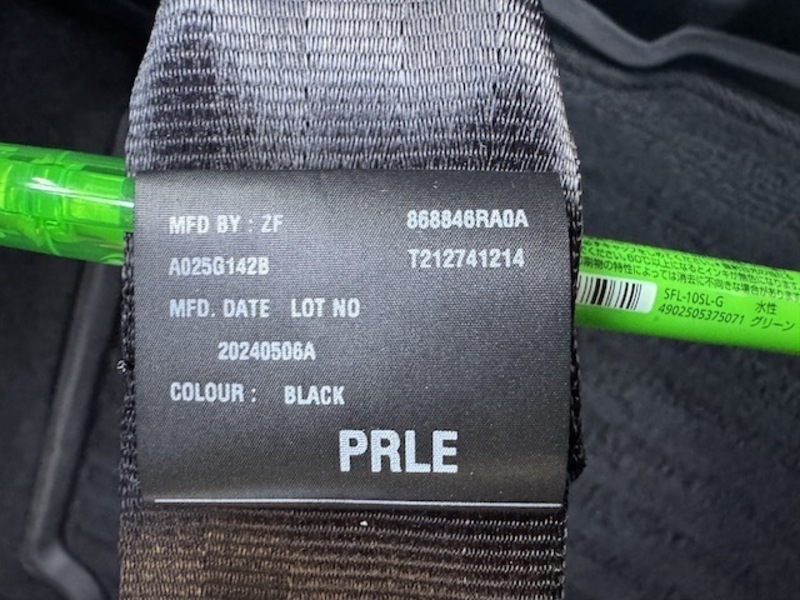 MFD BY : ZF 868846RA0A
A025G142B T212741214
MFD. DATE LOT NO
20240506A
COLOUR : BLACK
PRLE
SFL-10SL-G 水性
4902505375071 グリーン